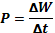 P = ΔW / Δt